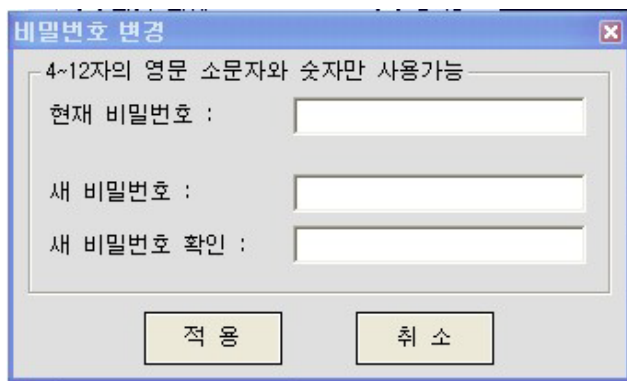 비밀번호 변경
4~12자의 영문 소문자와 숫자만 사용가능
현재 비밀번호 :
새 비밀번호 :
새 비밀번호 확인 :
적 용
취 소